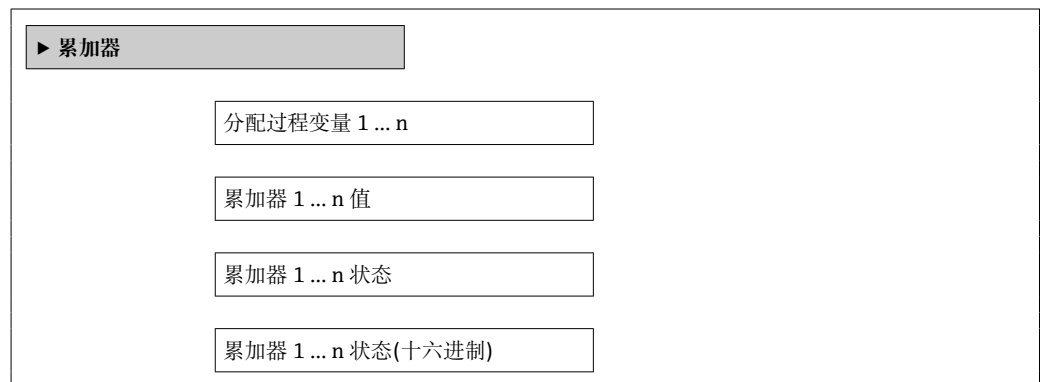 ▶ 累加器
分配过程变量 1 ... n
累加器 1 ... n 值
累加器 1 ... n 状态
累加器 1 ... n 状态(十六进制)